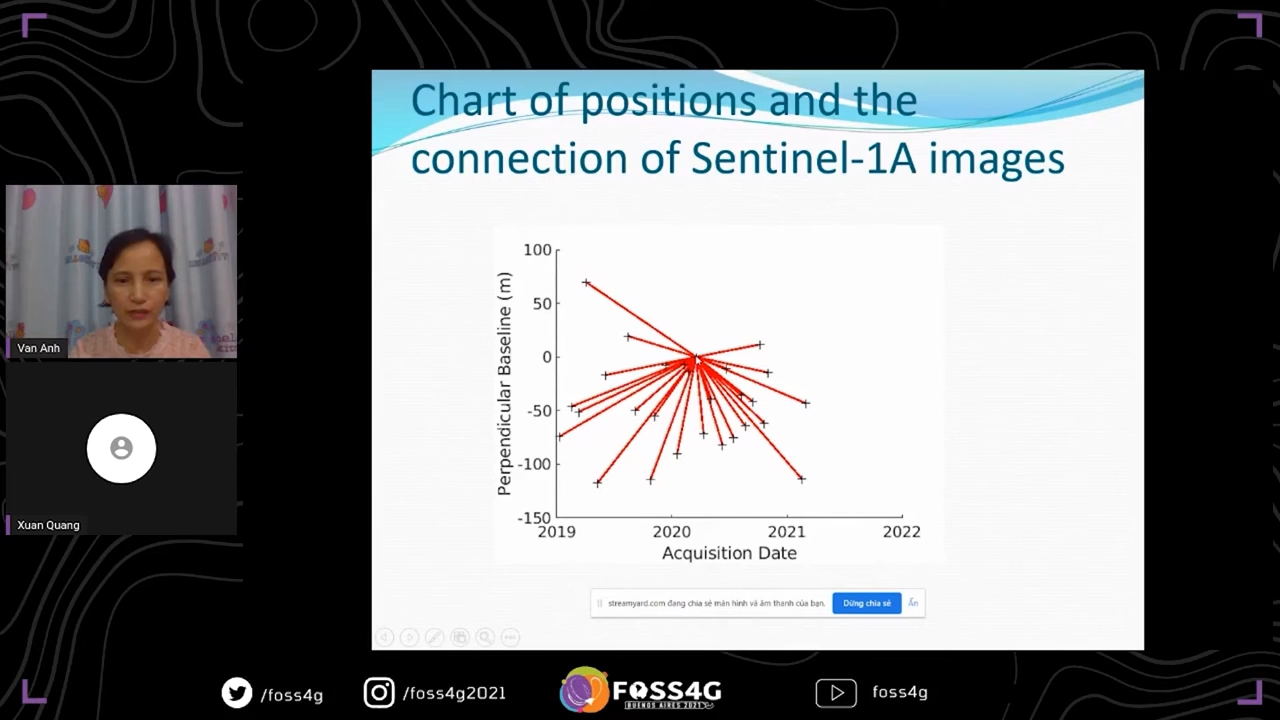 Chart of positions and the
connection of Sentinel-1A images
100
50
0
-50
-100
-150
Perpendicular Baseline (m)
2019
2020
2021
2022
Acquisition Date
streamyard.com đang chia sẻ màn hình và âm thanh của bạn.
Dừng chia sẻ
Ẩn
Van Anh
Xuan Quang
/foss4g
/foss4g2021
FOSS4G
BUENOS AIRES 2021
foss4g